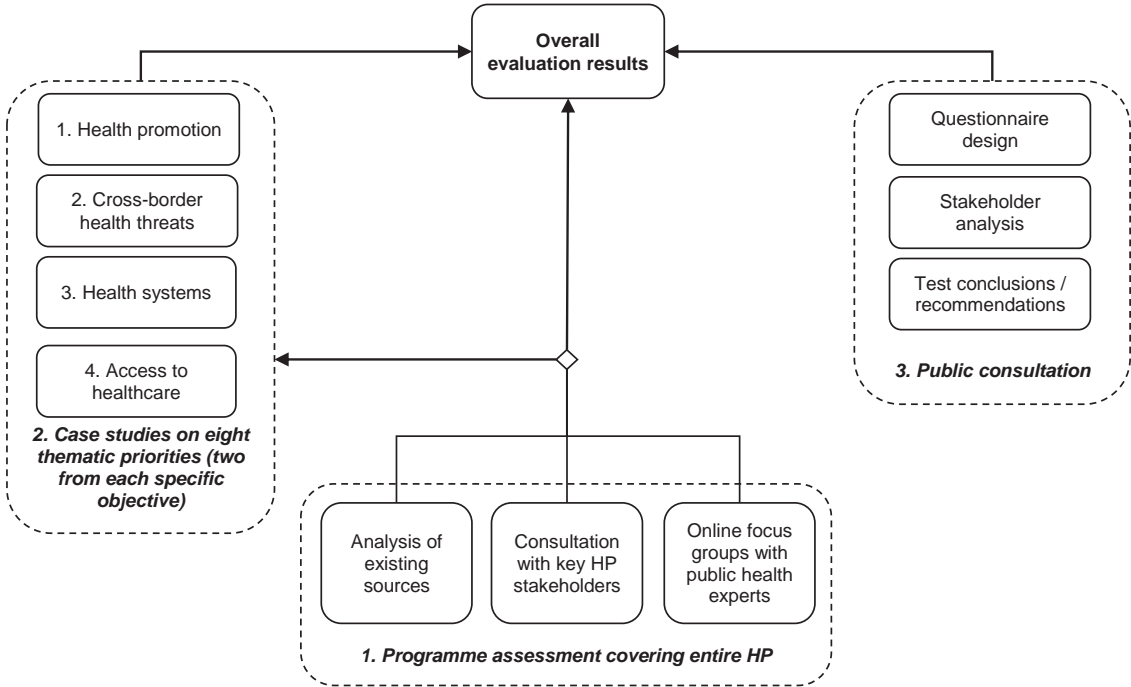 Overall
evaluation results
1. Health promotion
2. Cross-border
health threats
3. Health systems
4. Access to
healthcare
2. Case studies on eight
thematic priorities (two
from each specific
objective)
Questionnaire
design
Stakeholder
analysis
Test conclusions /
recommendations
3. Public consultation
Analysis of
existing
sources
Consultation
with key HP
stakeholders
Online focus
groups with
public health
experts
1. Programme assessment covering entire HP